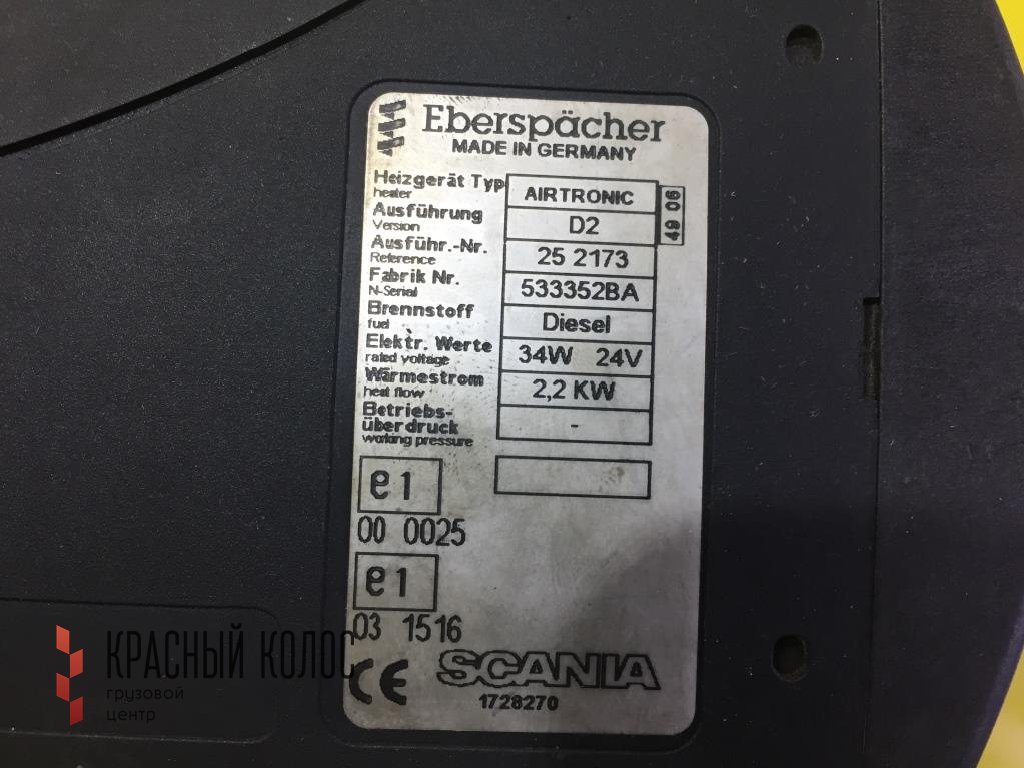 Eberspächer
MADE IN GERMANY
Heizgerät Typ
heater
AIRTRONIC
49 06
Ausführung
Version
D2
Ausführ.-Nr.
Reference
25 2173
Fabrik Nr.
N-Serial
533352BA
Brennstoff
fuel
Diesel
Elektr. Werte
rated voltage
34W 24V
Wärmestrom
heat flow
2,2 KW
Betriebs-
überdruck
working pressure
-
e1
00 0025
e1
03 1516
CE
SCANIA
1728270
КРАСНЫЙ КОЛОС
грузовой
центр